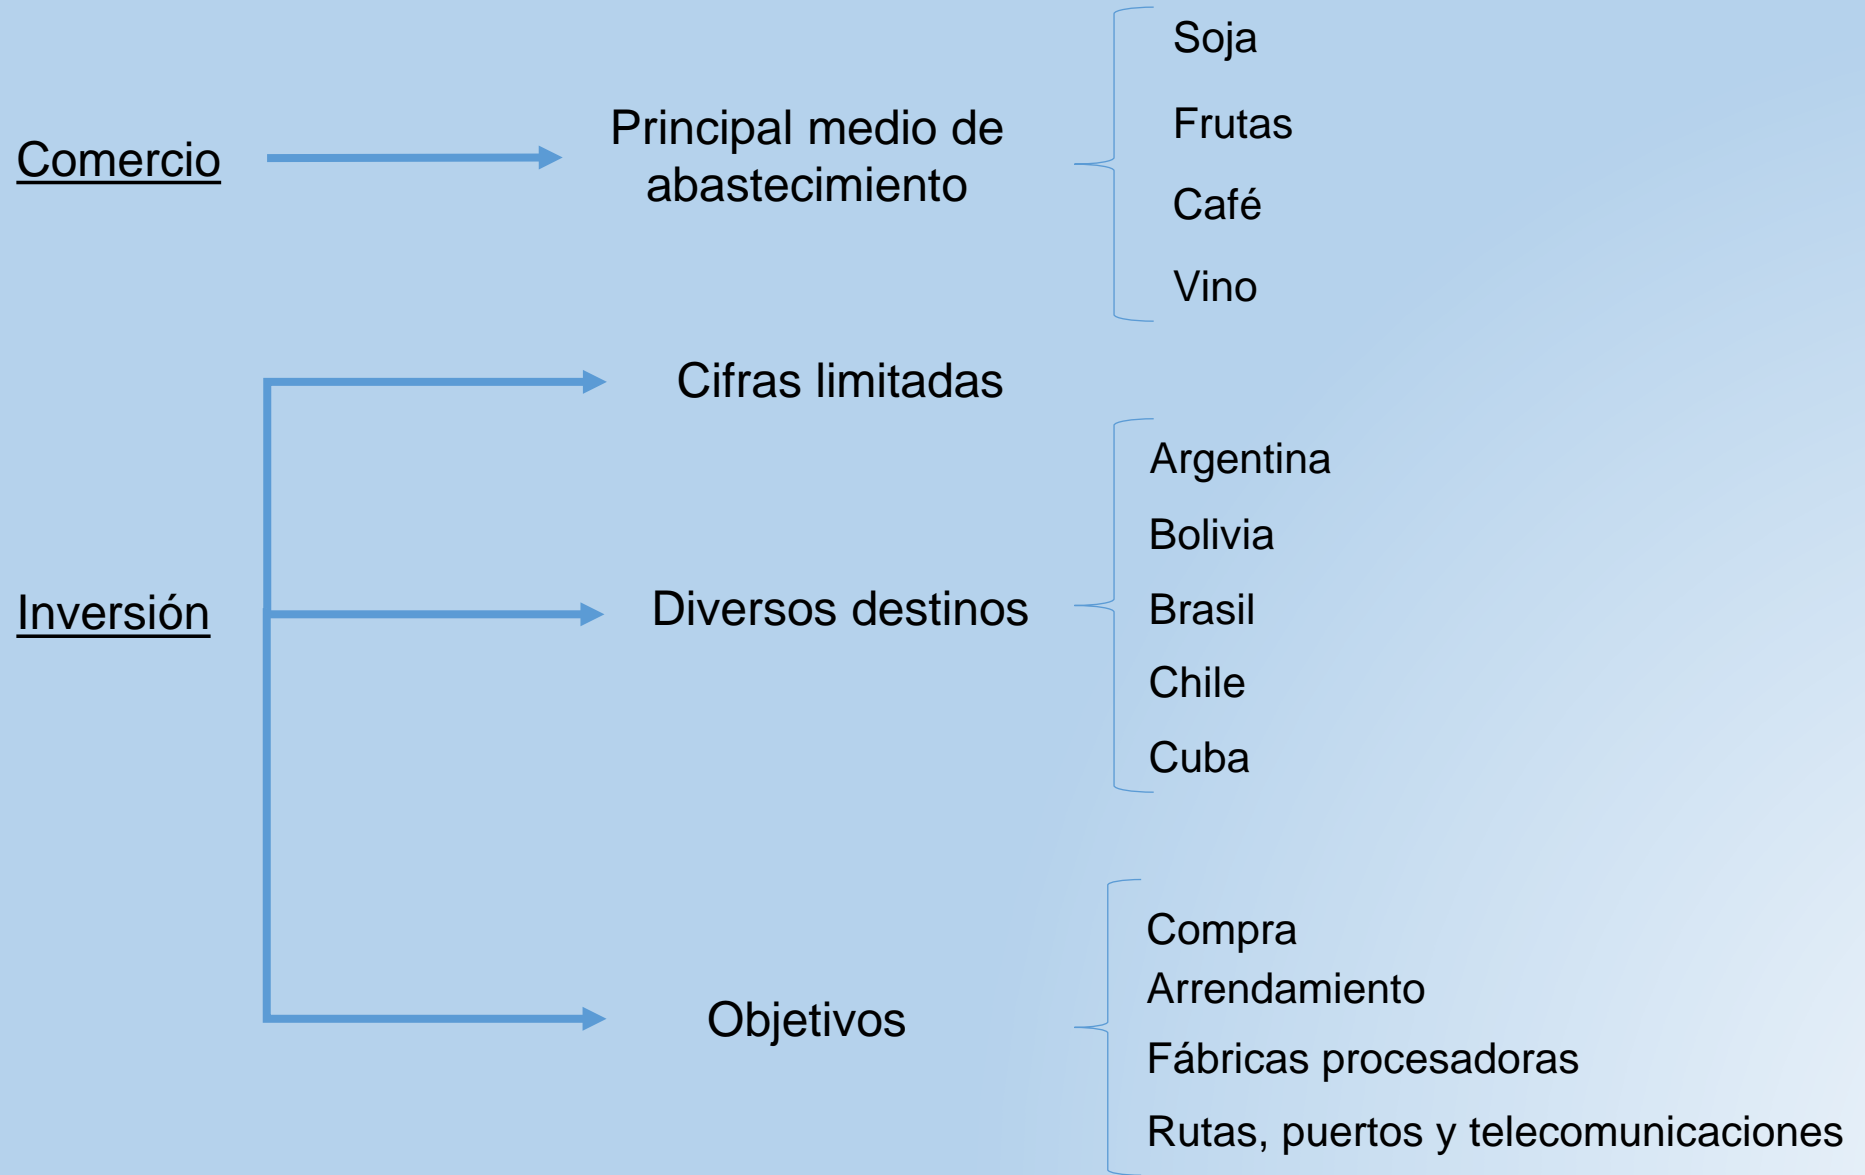 Comercio
Principal medio de
abastecimiento
Soja
Frutas
Café
Vino
Inversión
Cifras limitadas
Diversos destinos
Argentina
Bolivia
Brasil
Chile
Cuba
Objetivos
Compra
Arrendamiento
Fábricas procesadoras
Rutas, puertos y telecomunicaciones